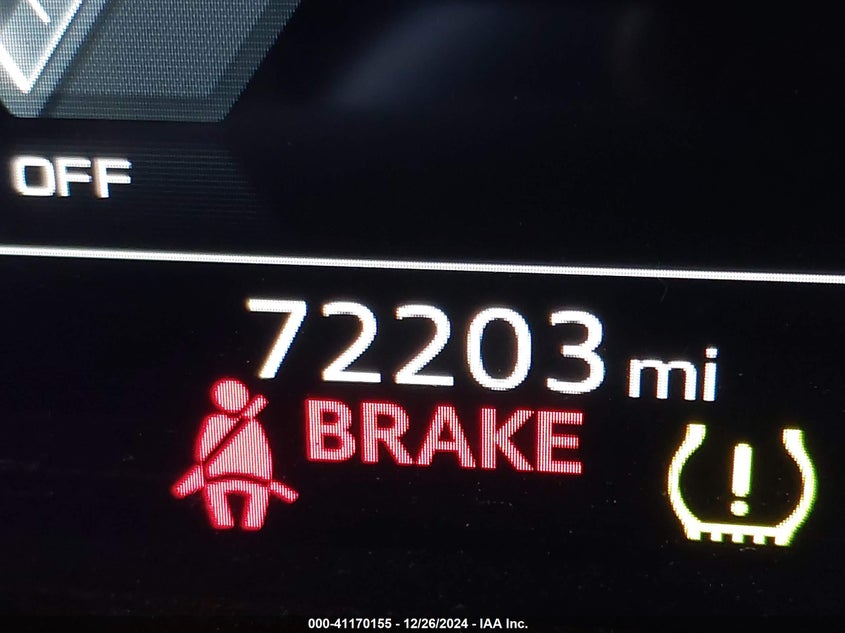 OFF
72203 mi
BRAKE
000-41170155 - 12/26/2024 - IAA Inc.